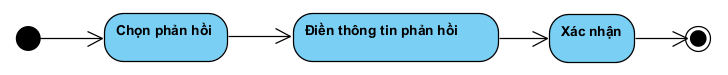 Chọn phản hồi
Điền thông tin phản hồi
Xác nhận